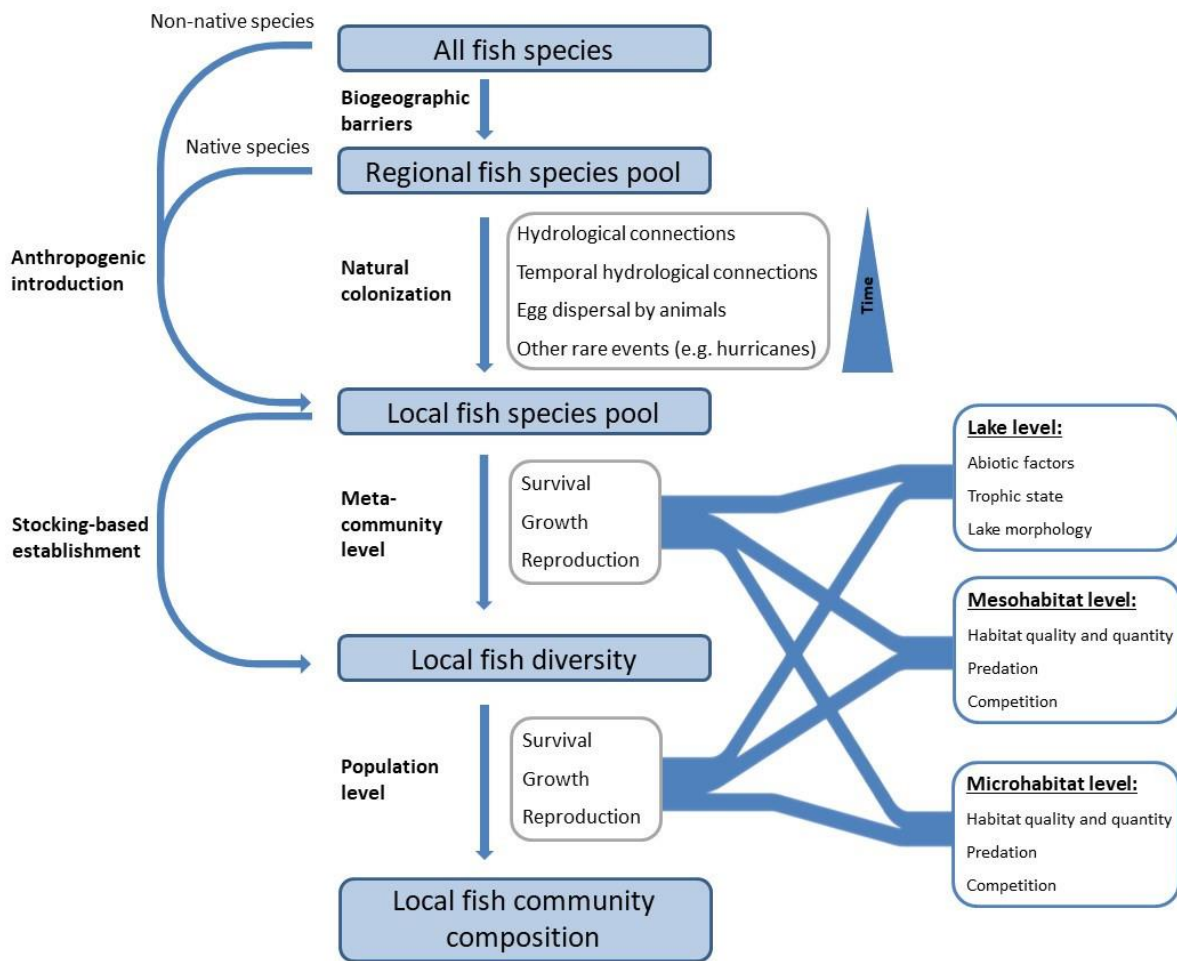 Non-native species
All fish species
Biogeographic
barriers
Native species
Regional fish species pool
Anthropogenic
introduction
Natural
colonization
Hydrological connections
Temporal hydrological connections
Egg dispersal by animals
Other rare events (e.g. hurricanes)
Time
Local fish species pool
Stocking-based
establishment
Meta-
community
level
Survival
Growth
Reproduction
Lake level:
Abiotic factors
Trophic state
Lake morphology
Local fish diversity
Mesohabitat level:
Habitat quality and quantity
Predation
Competition
Population
level
Survival
Growth
Reproduction
Microhabitat level:
Habitat quality and quantity
Predation
Competition
Local fish community
composition